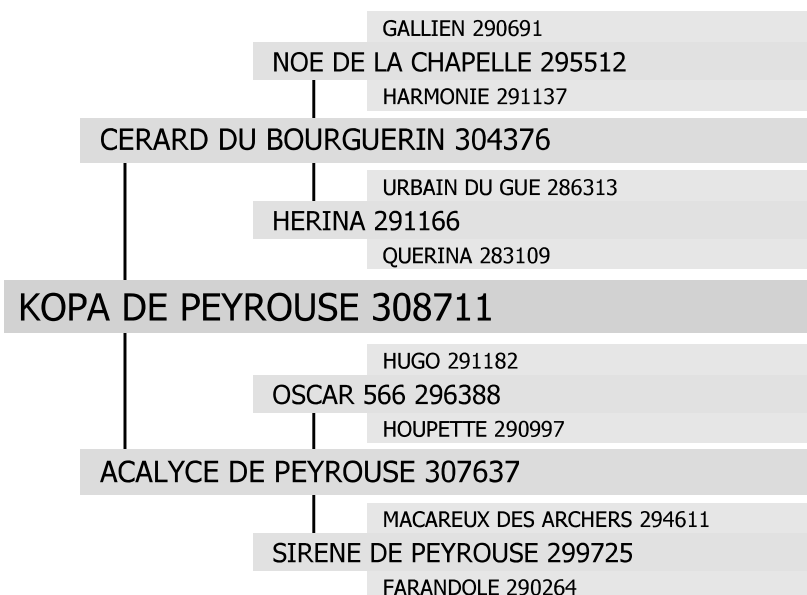 GALLIEN 290691
NOE DE LA CHAPELLE 295512
HARMONIE 291137
CERARD DU BOURGUERIN 304376
URBAIN DU GUE 286313
HERINA 291166
QUERINA 283109
KOPA DE PEYROUSE 308711
HUGO 291182
OSCAR 566 296388
HOUPETTE 290997
ACALYCE DE PEYROUSE 307637
MACAREUX DES ARCHERS 294611
SIRENE DE PEYROUSE 299725
FARANDOLE 290264